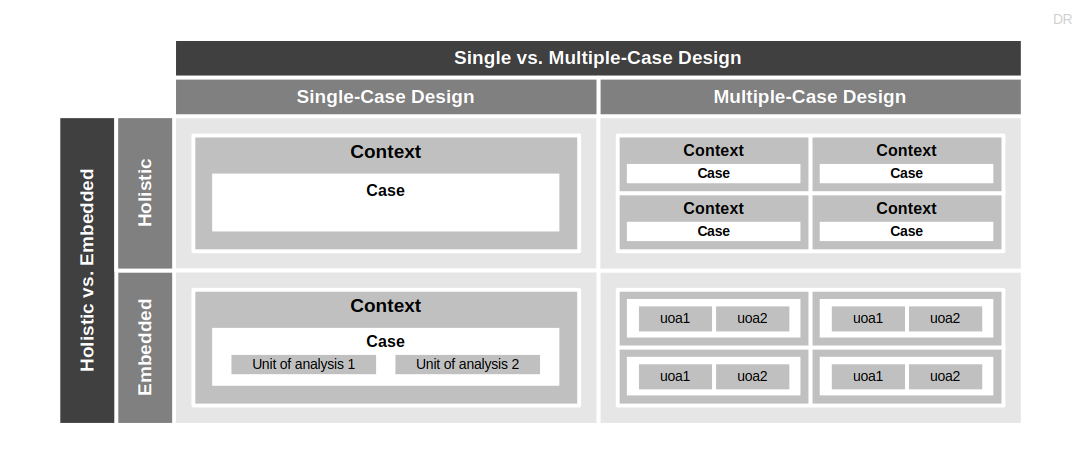 DR
Single vs. Multiple-Case Design
Single-Case Design
Multiple-Case Design
Holistic vs. Embedded
Holistic
Context
Case
Context
Context
Case
Case
Context
Context
Case
Case
Embedded
Context
Case
Unit of analysis 1
Unit of analysis 2
uoa1
uoa2
uoa1
uoa2
uoa1
uoa2
uoa1
uoa2